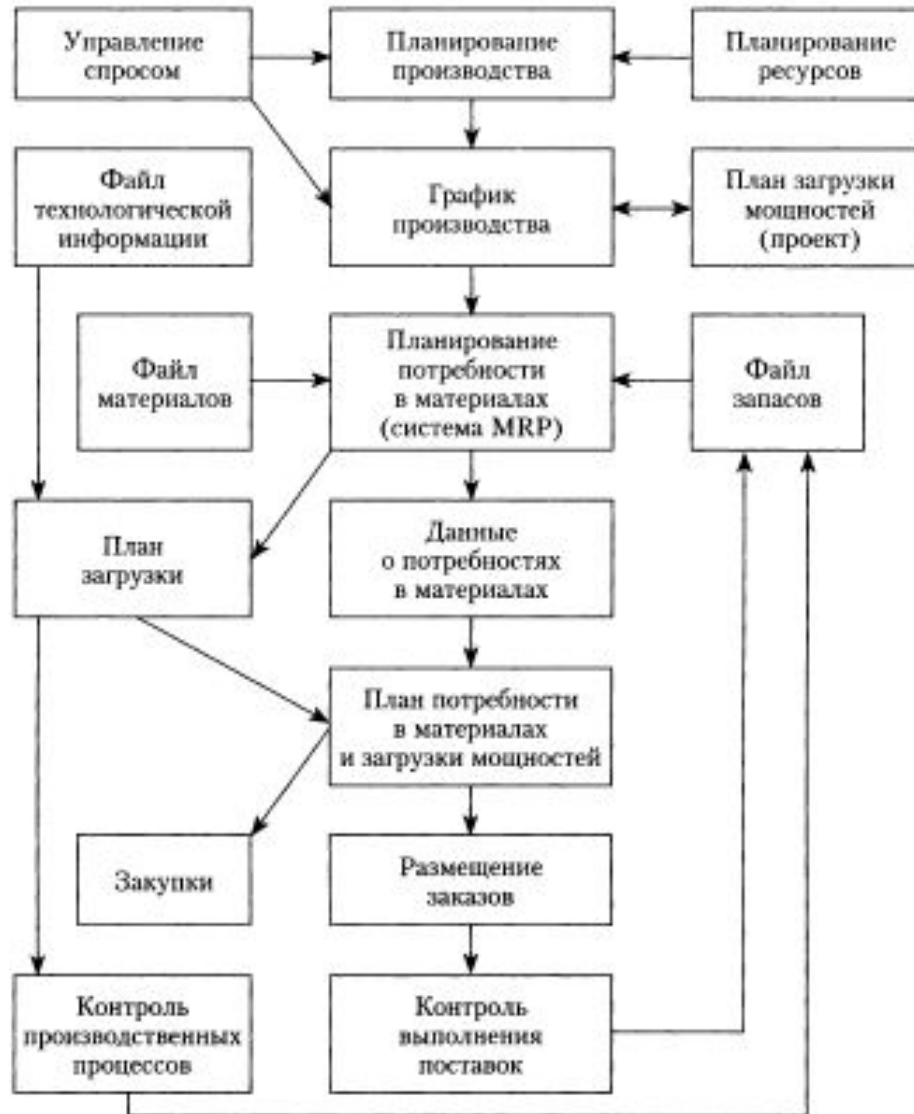 Управление
спросом
Планирование
производства
Планирование
ресурсов
Файл
технологической
информации
График
производства
План загрузки
мощностей
(проект)
Файл
материалов
Планирование
потребности
в материалах
(система MRP)
Файл
запасов
План
загрузки
Данные
о потребностях
в материалах
План потребности
в материалах
и загрузки мощностей
Закупки
Размещение
заказов
Контроль
производственных
процессов
Контроль
выполнения
поставок